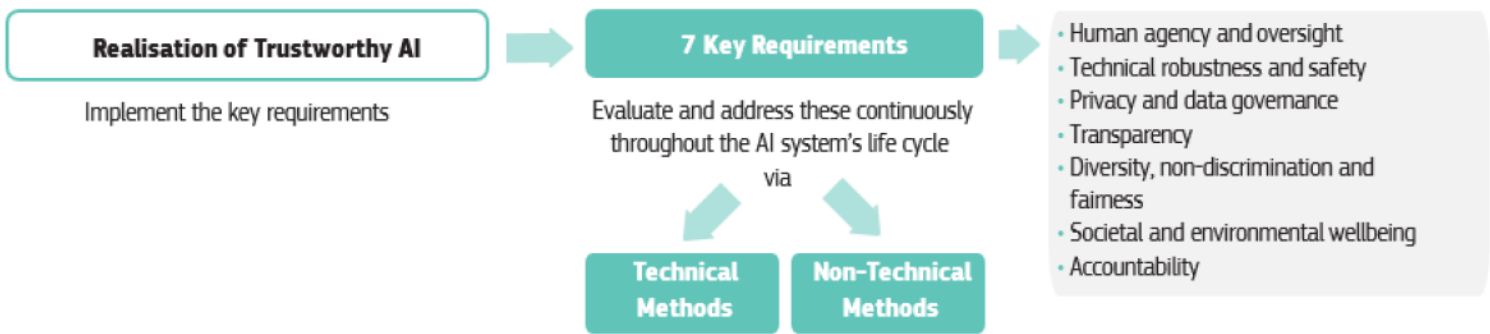 Realisation of Trustworthy AI
Implement the key requirements
7 Key Requirements
Evaluate and address these continuously
throughout the AI system's life cycle
via
Technical
Methods
Non-Technical
Methods
• Human agency and oversight
• Technical robustness and safety
• Privacy and data governance
• Transparency
• Diversity, non-discrimination and
fairness
• Societal and environmental wellbeing
• Accountability